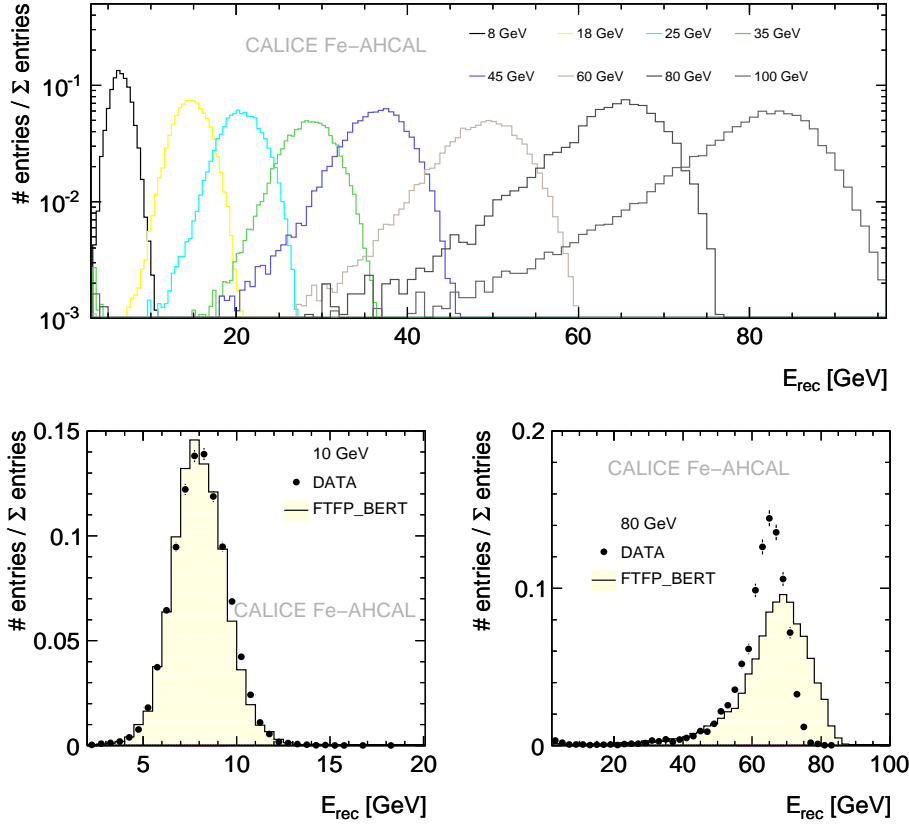 # entries / Σ entries
10⁻¹
10⁻²
10⁻³
CALICE Fe−AHCAL
8 GeV
18 GeV
25 GeV
35 GeV
45 GeV
60 GeV
80 GeV
100 GeV
20
40
60
80
E_rec [GeV]
# entries / Σ entries
0.15
0.1
0.05
0
10 GeV
DATA
FTFP_BERT
CALICE Fe−AHCAL
5
10
15
20
E_rec [GeV]
# entries / Σ entries
0.2
0.1
0
CALICE Fe−AHCAL
80 GeV
DATA
FTFP_BERT
20
40
60
80
100
E_rec [GeV]